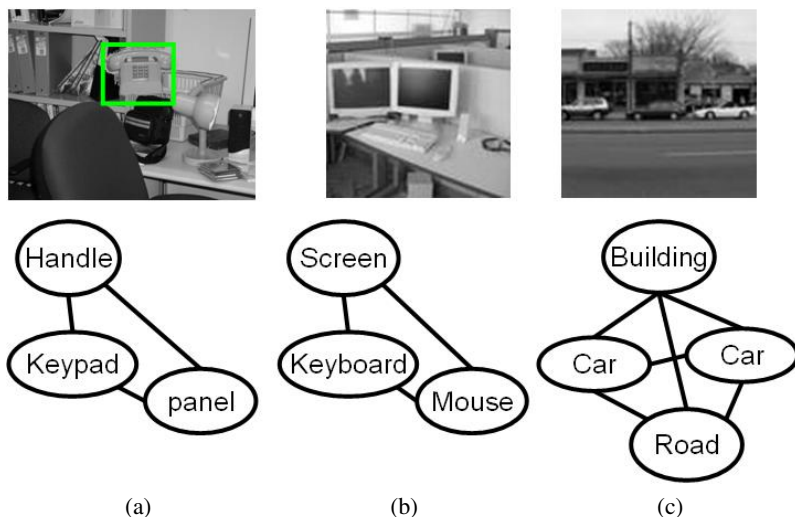 Handle
Keypad
panel
Screen
Keyboard
Mouse
Building
Car
Car
Road
(a)
(b)
(c)